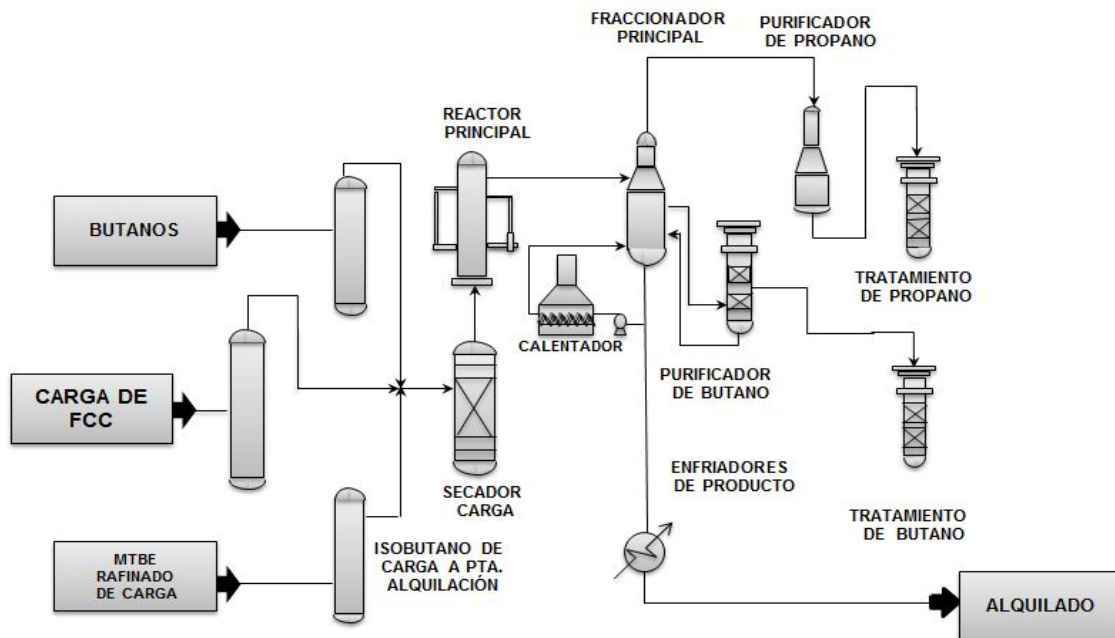 FRACCIONADOR
PRINCIPAL
PURIFICADOR
DE PROPANO
REACTOR
PRINCIPAL
BUTANOS
TRATAMIENTO
DE PROPANO
CALENTADOR
PURIFICADOR
DE BUTANO
CARGA DE
FCC
SECADOR
CARGA
ENFRIADORES
DE PRODUCTO
TRATAMIENTO
DE BUTANO
ISOBUTANO DE
CARGA A PTA.
ALQUILACIÓN
MTBE
RAFINADO
DE CARGA
ALQUILADO